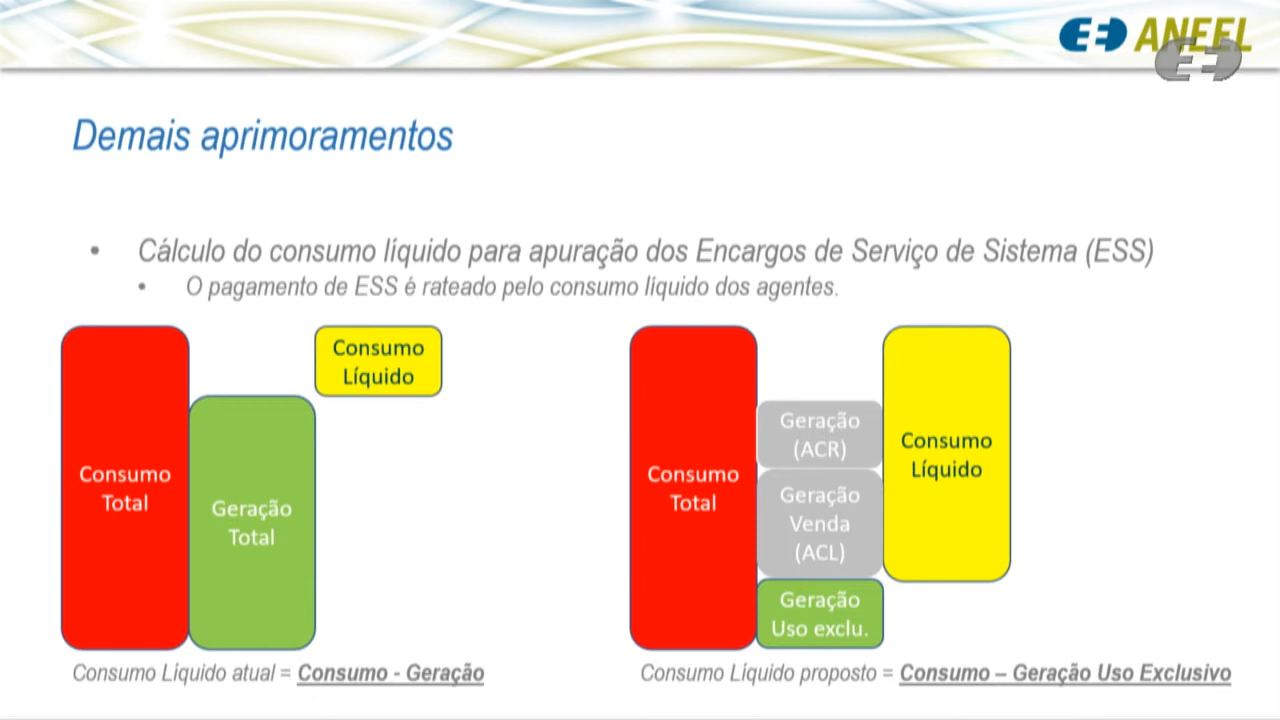 ANEEL
Demais aprimoramentos
• Cálculo do consumo líquido para apuração dos Encargos de Serviço de Sistema (ESS)
• O pagamento de ESS é rateado pelo consumo líquido dos agentes.
Consumo
Total
Geração
Total
Consumo
Líquido
Consumo Líquido atual = Consumo - Geração
Consumo
Total
Geração
(ACR)
Geração
Venda
(ACL)
Geração
Uso exclu.
Consumo
Líquido
Consumo Líquido proposto = Consumo – Geração Uso Exclusivo